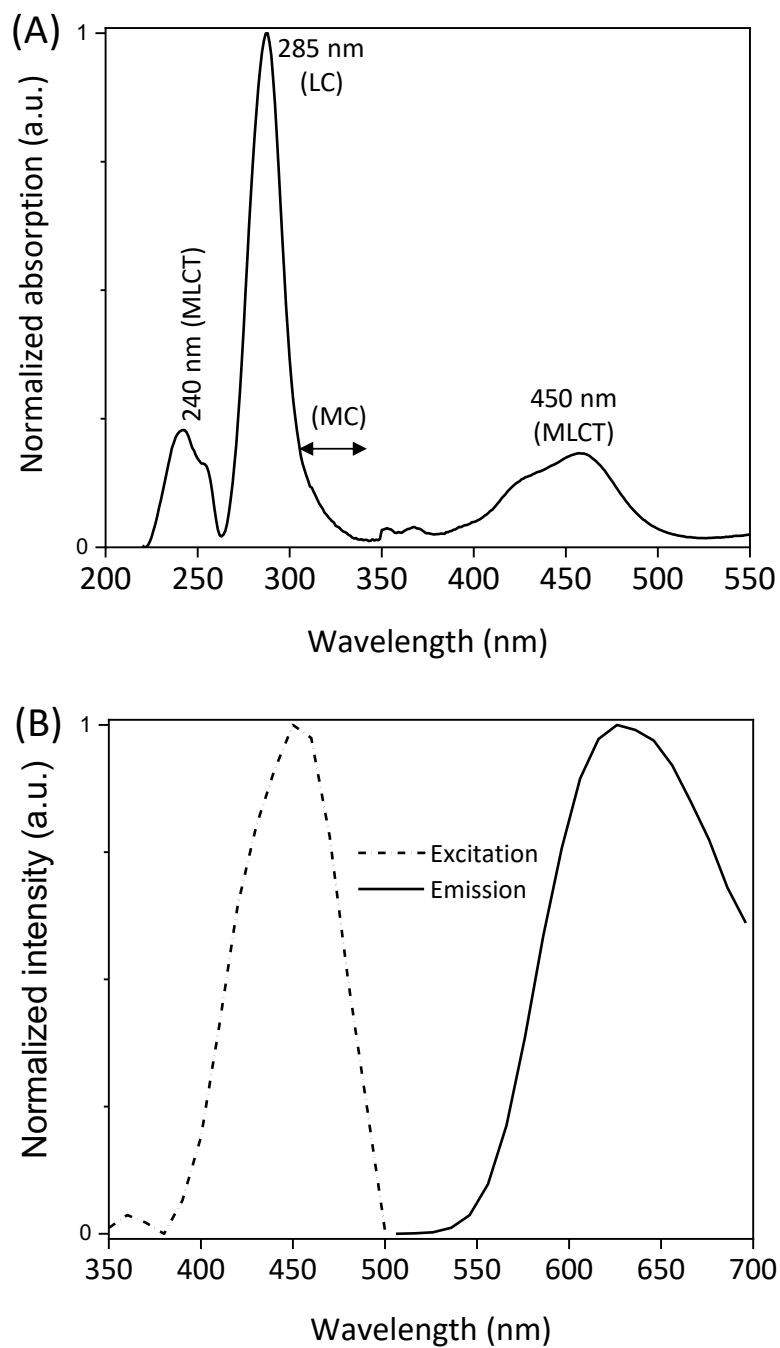 (A)
1
285 nm
(LC)
240 nm (MLCT)
(MC)
450 nm
(MLCT)
Normalized absorption (a.u.)
0
200 250 300 350 400 450 500 550
Wavelength (nm)
(B)
1
Excitation
Emission
Normalized intensity (a.u.)
0
350 400 450 500 550 600 650 700
Wavelength (nm)